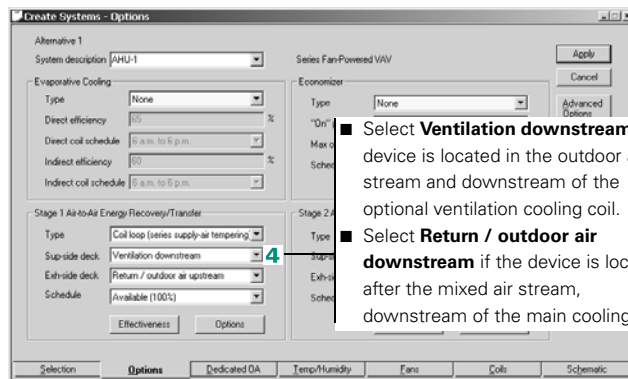 Create Systems - Options
Alternative 1
System description AHU-1
Series Fan-Powered VAV
Apply
Cancel
Advanced Options
Evaporative Cooling
Type None
Direct efficiency 65 %
Direct coil schedule 6 a.m. to 6 p.m.
Indirect efficiency 60 %
Indirect coil schedule 6 a.m. to 6 p.m.
Economizer
Type None
"On"
Max o
Sched
■ Select Ventilation downstream
device is located in the outdoor
stream and downstream of the
optional ventilation cooling coil.
■ Select Return / outdoor air
downstream if the device is loc
after the mixed air stream,
downstream of the main cooling
Stage 1 Air-to-Air Energy Recovery/Transfer
Type Coil loop (series supply-air tempering)
Sup-side deck Ventilation downstream
4
Exh-side deck Return / outdoor air upstream
Schedule Available (100%)
Effectiveness Options
Stage 2 A
Type
Sup-si
Exh-si
Sched
Selection Options Dedicated OA Temp/Humidity Fans Coils Schematic